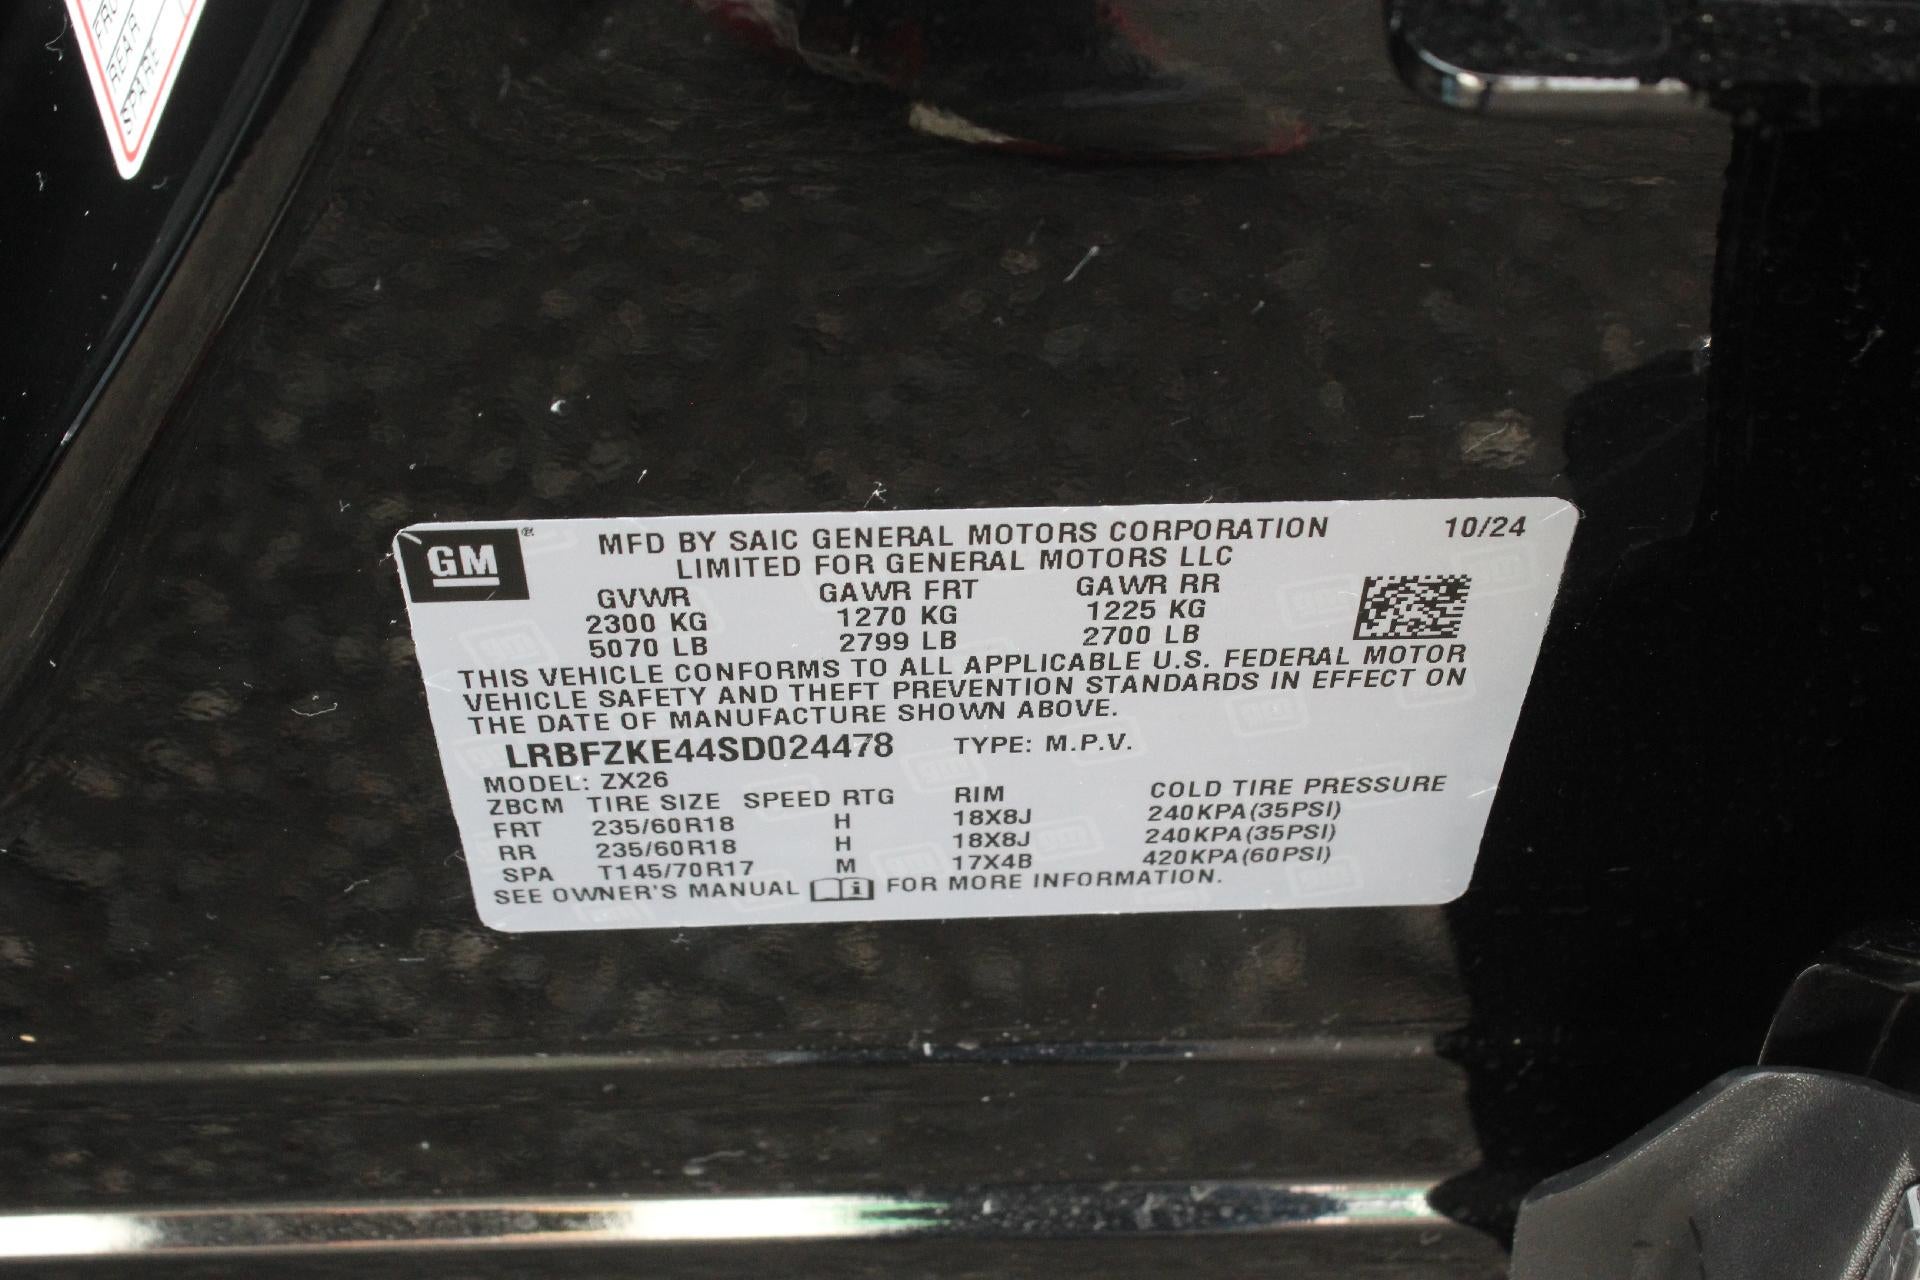 FRO
REAR
SPARE
GM ®
MFD BY SAIC GENERAL MOTORS CORPORATION 10/24
LIMITED FOR GENERAL MOTORS LLC
GVWR GAWR FRT GAWR RR
2300 KG 1270 KG 1225 KG
5070 LB 2799 LB 2700 LB
THIS VEHICLE CONFORMS TO ALL APPLICABLE U.S. FEDERAL MOTOR
VEHICLE SAFETY AND THEFT PREVENTION STANDARDS IN EFFECT ON
THE DATE OF MANUFACTURE SHOWN ABOVE.
LRBFZKE44SD024478 TYPE: M.P.V.
MODEL: ZX26
ZBCM TIRE SIZE SPEED RTG RIM COLD TIRE PRESSURE
FRT 235/60R18 H 18X8J 240KPA(35PSI)
RR 235/60R18 H 18X8J 240KPA(35PSI)
SPA T145/70R17 M 17X4B 420KPA(60PSI)
SEE OWNER'S MANUAL i FOR MORE INFORMATION.